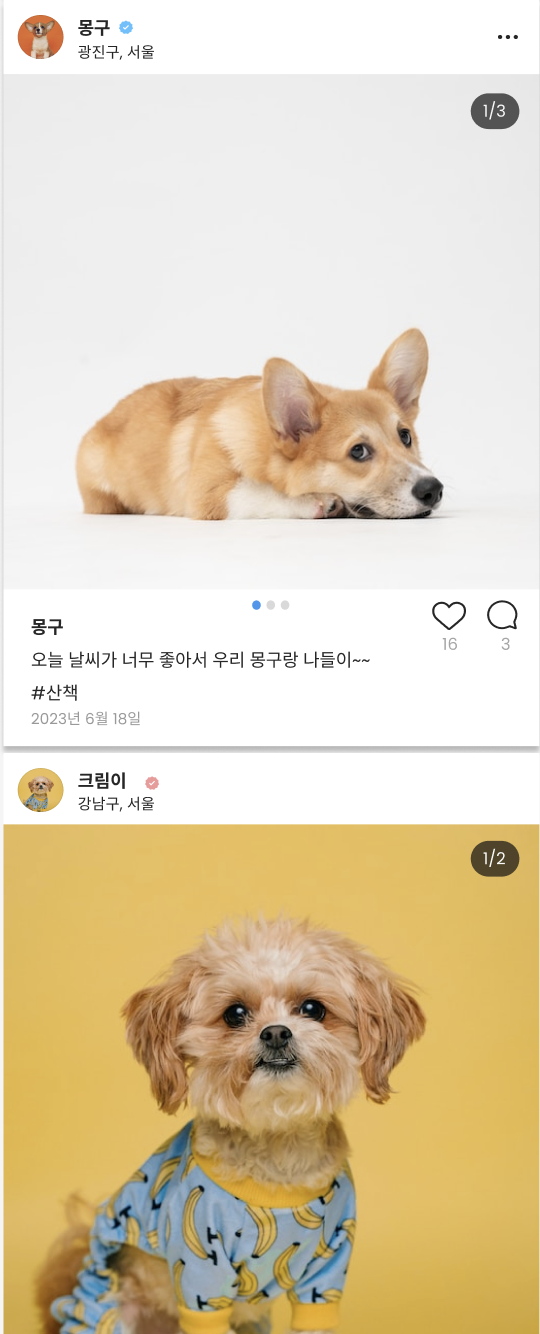 몽구
광진구, 서울
1/3
몽구
16
3
오늘 날씨가 너무 좋아서 우리 몽구랑 나들이~~
#산책
2023년 6월 18일
크림이
강남구, 서울
1/2